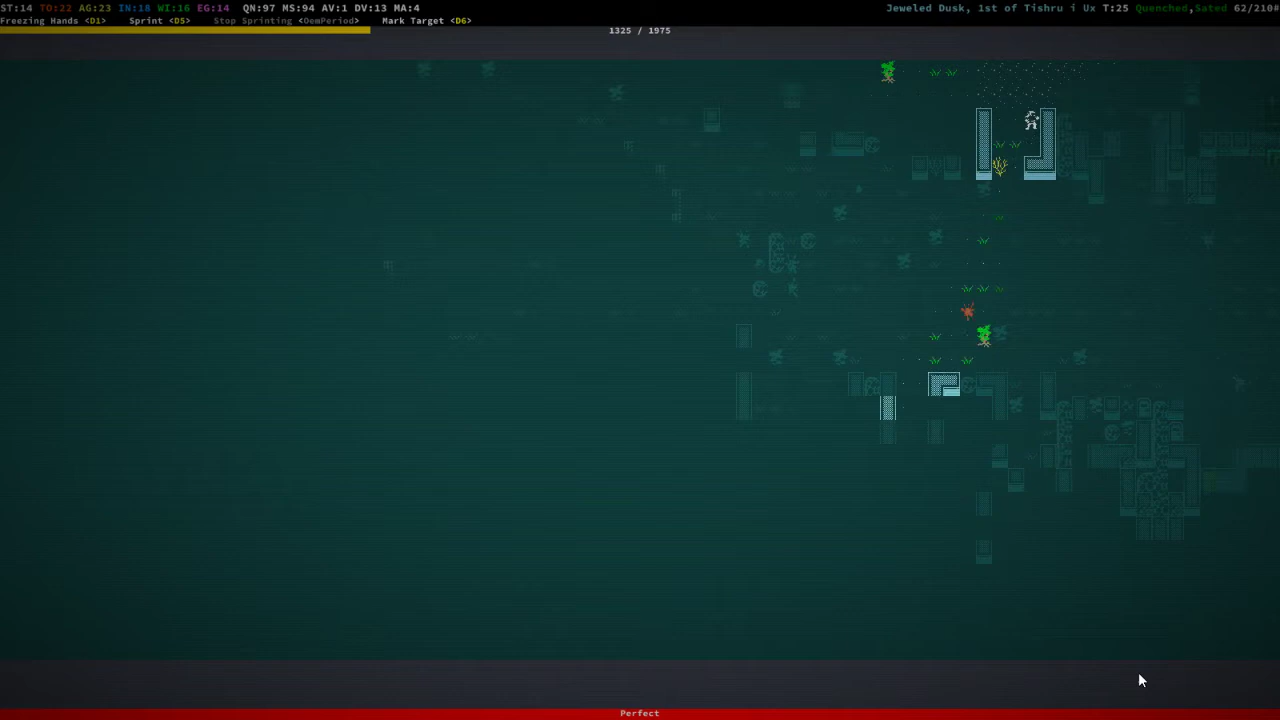 ST:14 TO:22 AG:23 IN:18 WI:16 EG:14 QN:97 MS:94 AV:1 DV:13 MA:4 Jeweled Dusk, 1st of Tishru i Ux T:25 Quenched,Sated 62/210#
Freezing Hands <D1> Sprint <D5> Stop Sprinting <OemPeriod> Mark Target <D6>
1325 / 1975
Perfect